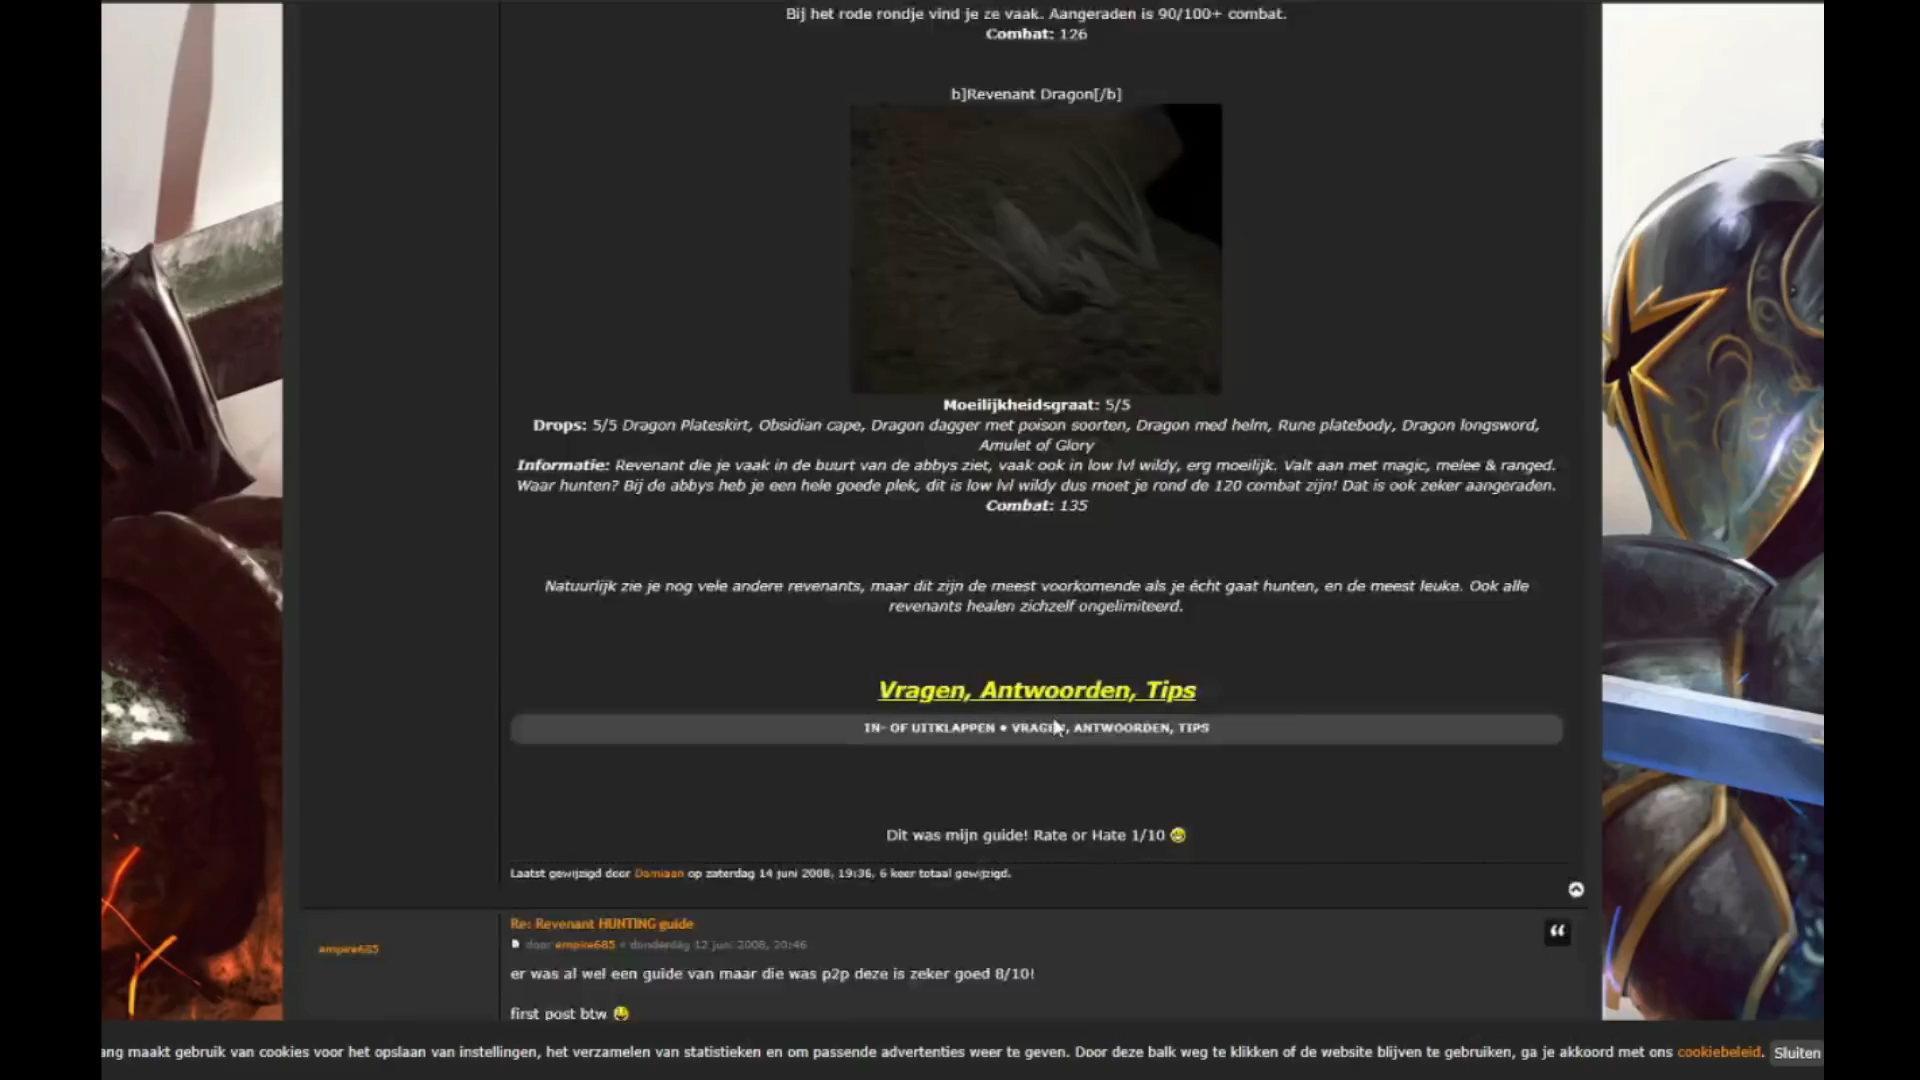 Bij het rode rondje vind je ze vaak. Aangeraden is 90/100+ combat.
Combat: 126
b]Revenant Dragon[/b]
Moeilijkheidsgraat: 5/5
Drops: 5/5 Dragon Plateskirt, Obsidian cape, Dragon dagger met poison soorten, Dragon med helm, Rune platebody, Dragon longsword,
Amulet of Glory
Informatie: Revenant die je vaak in de buurt van de abbys ziet, vaak ook in low lvl wildy, erg moeilijk. Valt aan met magic, melee & ranged.
Waar hunten? Bij de abbys heb je een hele goede plek, dit is low lvl wildy dus moet je rond de 120 combat zijn! Dat is ook zeker aangeraden.
Combat: 135
Natuurlijk zie je nog vele andere revenants, maar dit zijn de meest voorkomende als je écht gaat hunten, en de meest leuke. Ook alle
revenants healen zichzelf ongelimiteerd.
Vragen, Antwoorden, Tips
IN- OF UITKLAPPEN • VRAGEN, ANTWOORDEN, TIPS
Dit was mijn guide! Rate or Hate 1/10
Laatst gewijzigd door Damiaan op zaterdag 14 juni 2008, 19:36, 6 keer totaal gewijzigd.
Re: Revenant HUNTING guide
empire685
door empire685 » donderdag 12 juni 2008, 20:46
er was al wel een guide van maar die was p2p deze is zeker goed 8/10!
first post btw
ang maakt gebruik van cookies voor het opslaan van instellingen, het verzamelen van statistieken en om passende advertenties weer te geven. Door deze balk weg te klikken of de website blijven te gebruiken, ga je akkoord met ons cookiebeleid. Sluiten